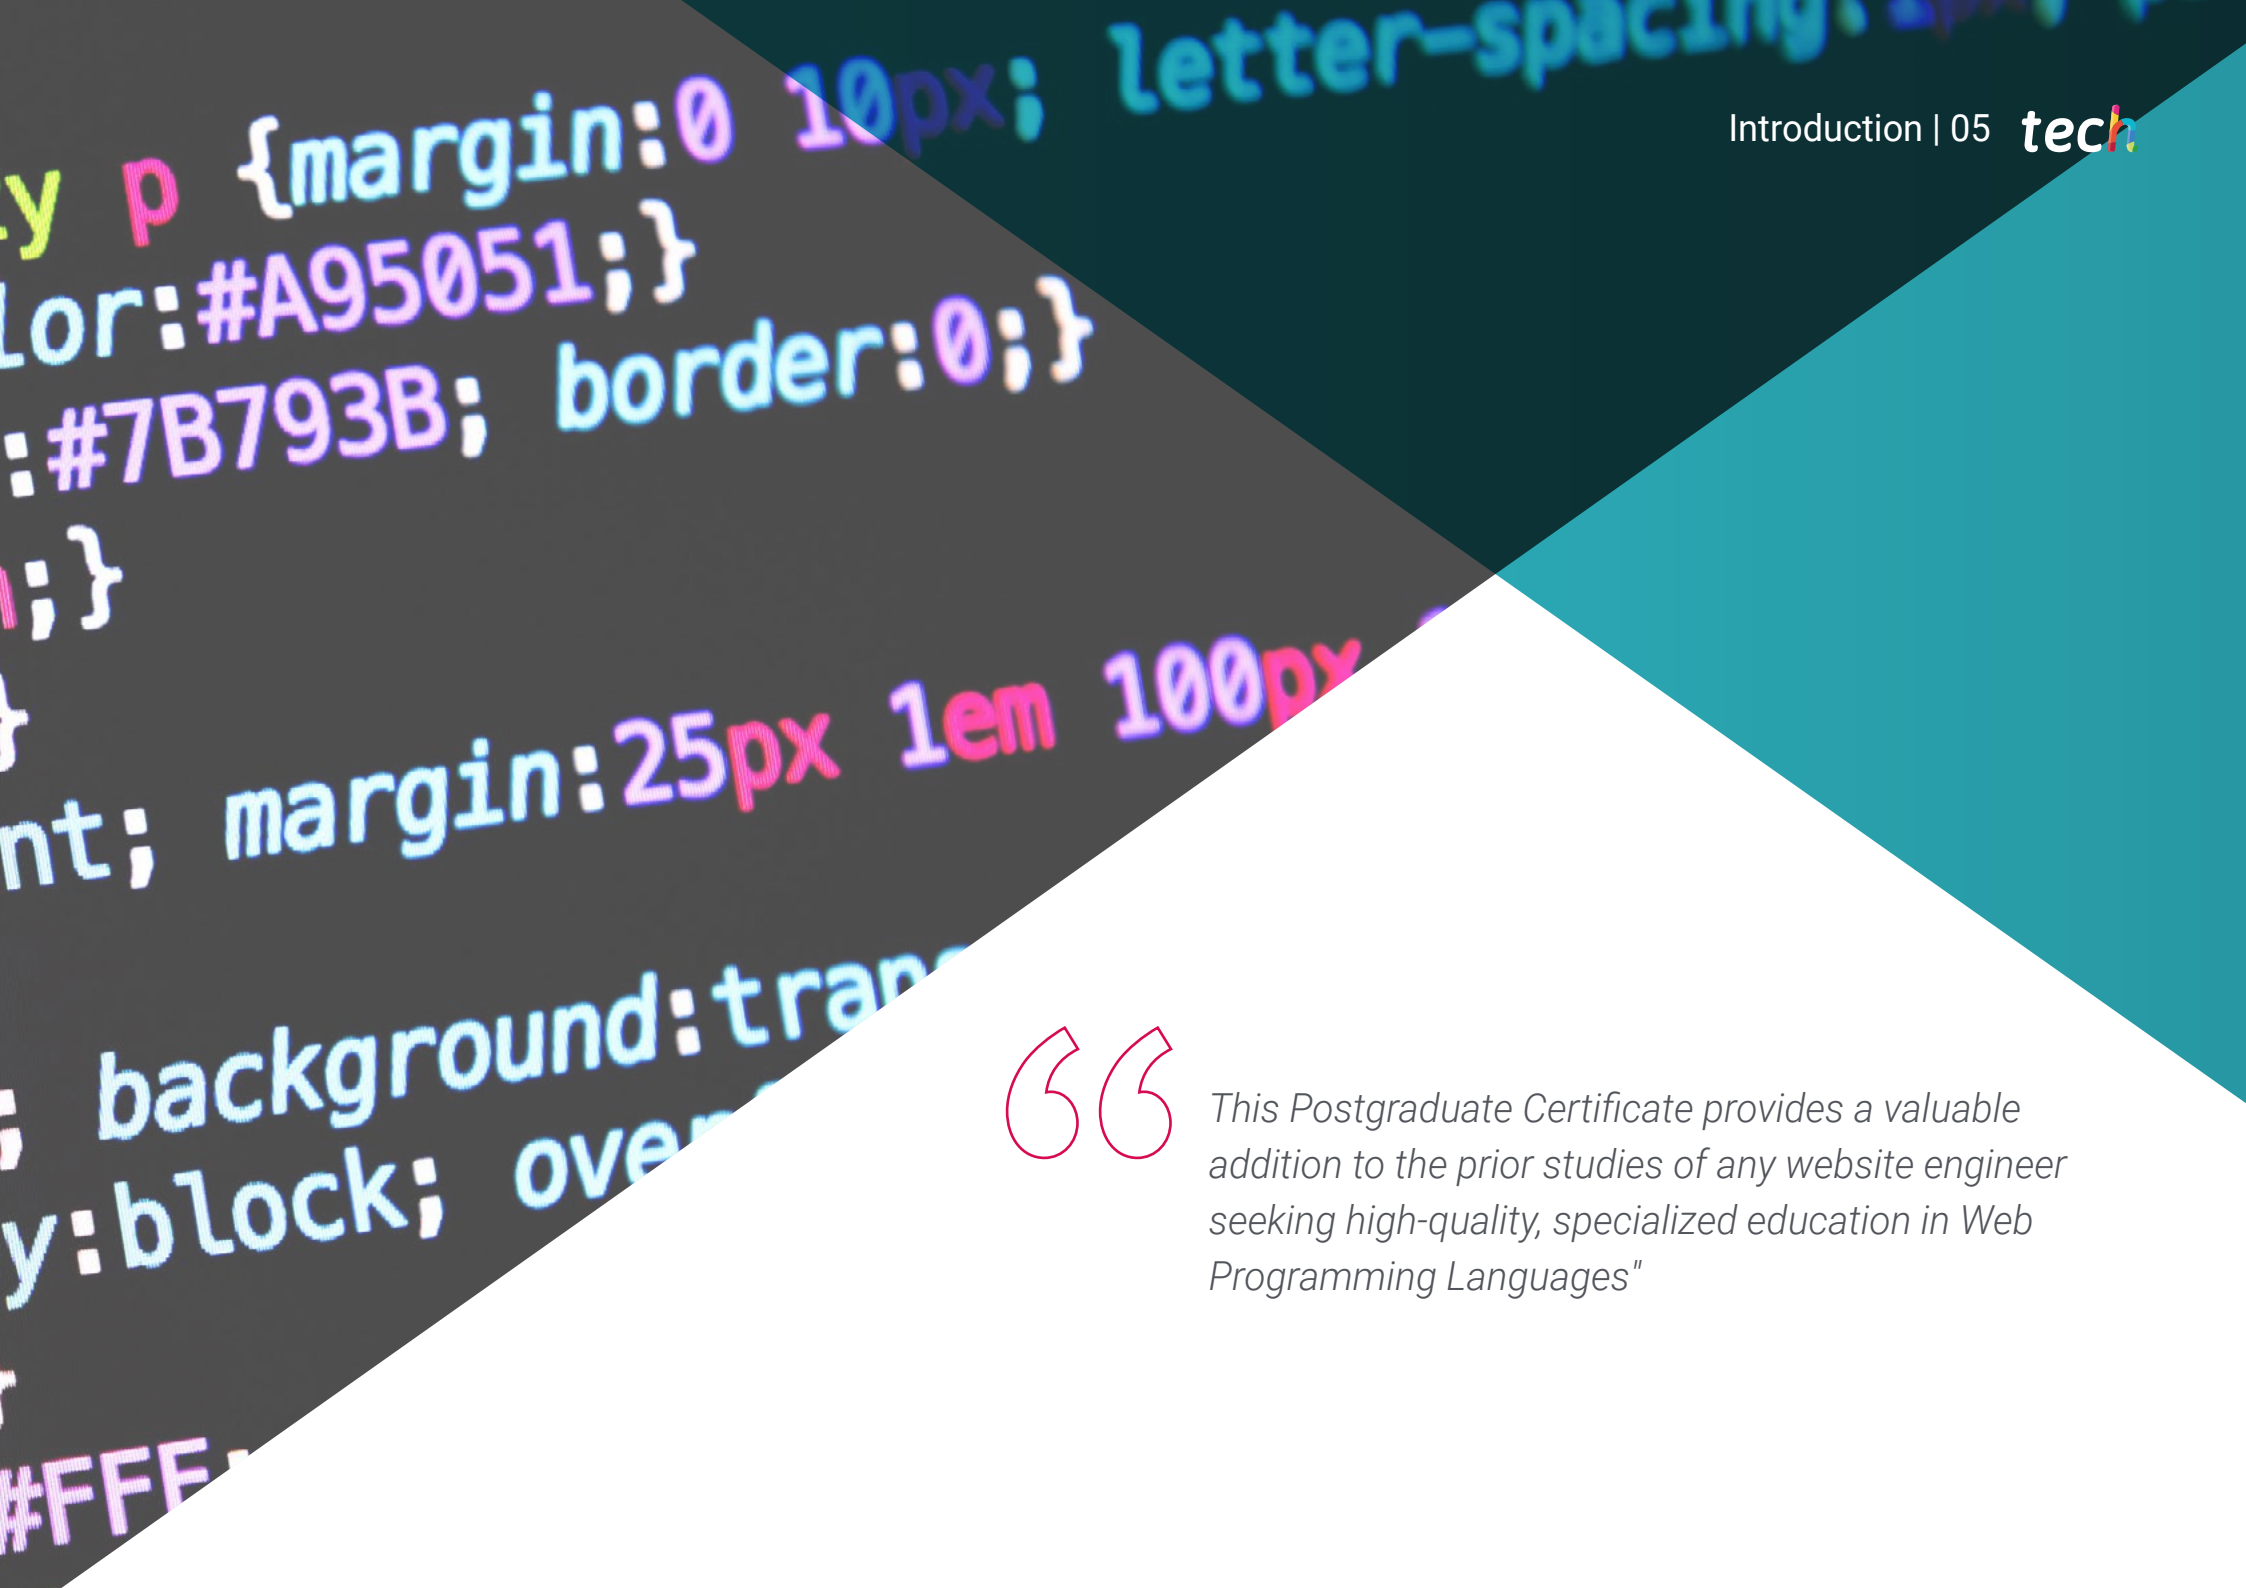 letter-spacing:
Introduction | 05 tech
y p {margin:0 10px;
lor:#A95051;}
:#7B793B; border:0;}
;}
}
nt; margin:25px 1em 100px
; background:tran
y:block; over
#FFF;
This Postgraduate Certificate provides a valuable
addition to the prior studies of any website engineer
seeking high-quality, specialized education in Web
Programming Languages"